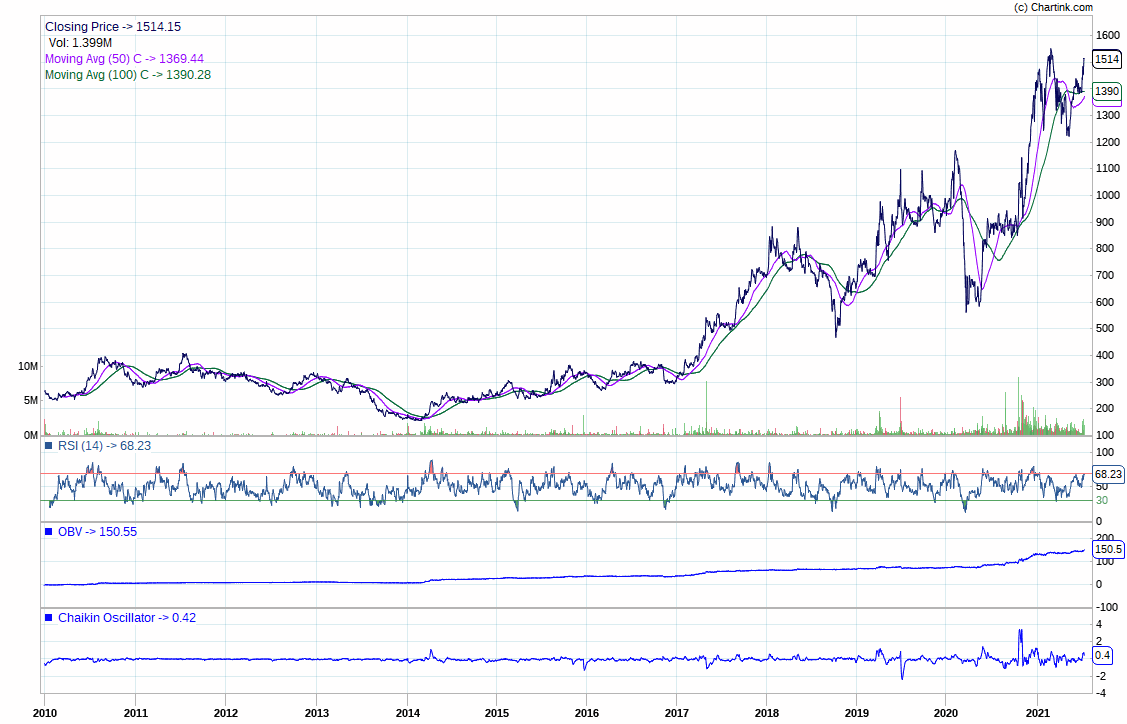 (c) Chartink.com
Closing Price -> 1514.15
Vol: 1.399M
Moving Avg (50) C -> 1369.44
Moving Avg (100) C -> 1390.28
1600
1514
1390
1300
1200
1100
1000
900
800
700
600
500
400
300
200
100
10M
5M
0M
RSI (14) -> 68.23
100
68.23
50
30
0
OBV -> 150.55
200
150.5
100
0
-100
Chaikin Oscillator -> 0.42
4
2
0.4
-2
-4
2010 2011 2012 2013 2014 2015 2016 2017 2018 2019 2020 2021